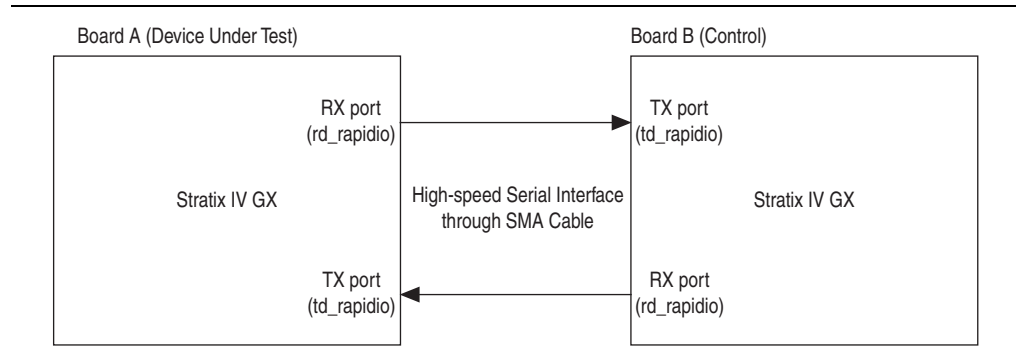 Board A (Device Under Test)
Board B (Control)
RX port
(rd_rapidio)
TX port
(td_rapidio)
Stratix IV GX
High-speed Serial Interface
through SMA Cable
Stratix IV GX
TX port
(td_rapidio)
RX port
(rd_rapidio)